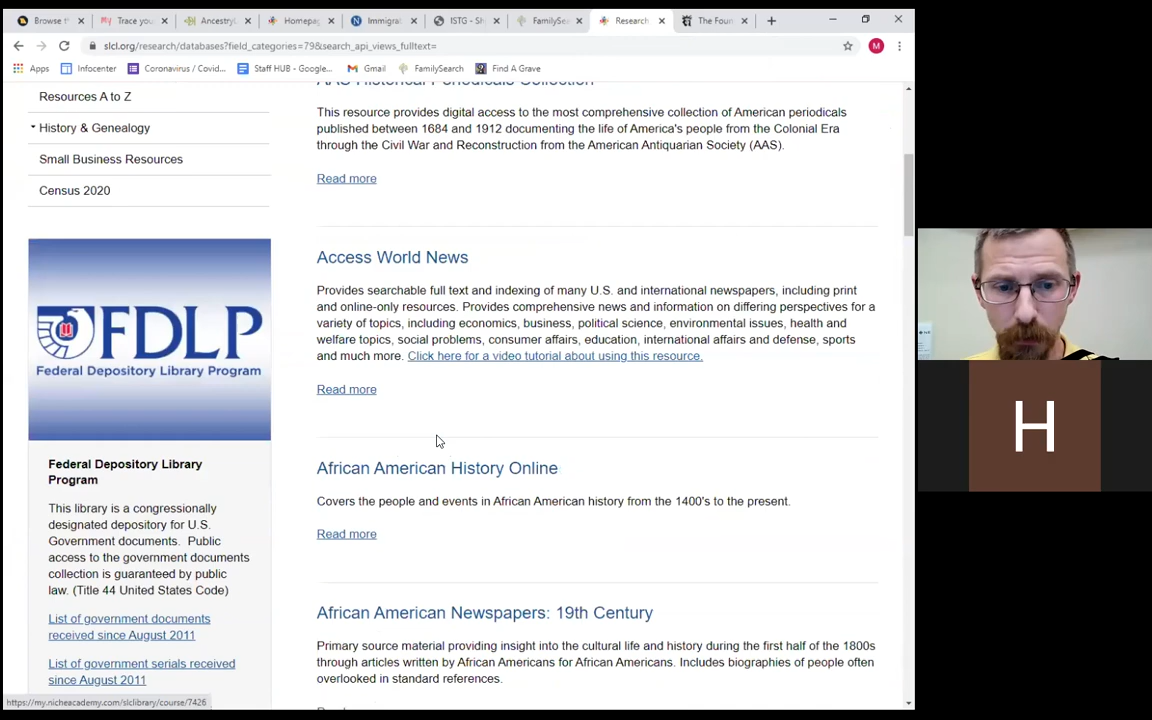 Browse th
Trace your
AncestryL
Homepag
Immigrat
ISTG - Sh
FamilySea
Research
The Foun
slcl.org/research/databases?field_categories=79&search_api_views_fulltext=
M
Apps
Infocenter
Coronavirus / Covid...
Staff HUB - Google...
Gmail
FamilySearch
Find A Grave
AAS Historical Periodicals Collection
Resources A to Z
History & Genealogy
Small Business Resources
Census 2020
This resource provides digital access to the most comprehensive collection of American periodicals
published between 1684 and 1912 documenting the life of America's people from the Colonial Era
through the Civil War and Reconstruction from the American Antiquarian Society (AAS).
Read more
Access World News
Provides searchable full text and indexing of many U.S. and international newspapers, including print
and online-only resources. Provides comprehensive news and information on differing perspectives for a
variety of topics, including economics, business, political science, environmental issues, health and
welfare topics, social problems, consumer affairs, education, international affairs and defense, sports
and much more. Click here for a video tutorial about using this resource.
Read more
FDLP
Federal Depository Library Program
African American History Online
Covers the people and events in African American history from the 1400's to the present.
Read more
African American Newspapers: 19th Century
Primary source material providing insight into the cultural life and history during the first half of the 1800s
through articles written by African Americans for African Americans. Includes biographies of people often
overlooked in standard references.
Federal Depository Library
Program
This library is a congressionally
designated depository for U.S.
Government documents. Public
access to the government documents
collection is guaranteed by public
law. (Title 44 United States Code)
List of government documents
received since August 2011
List of government serials received
since August 2011
https://my.nicheacademy.com/slclibrary/course/7426
H